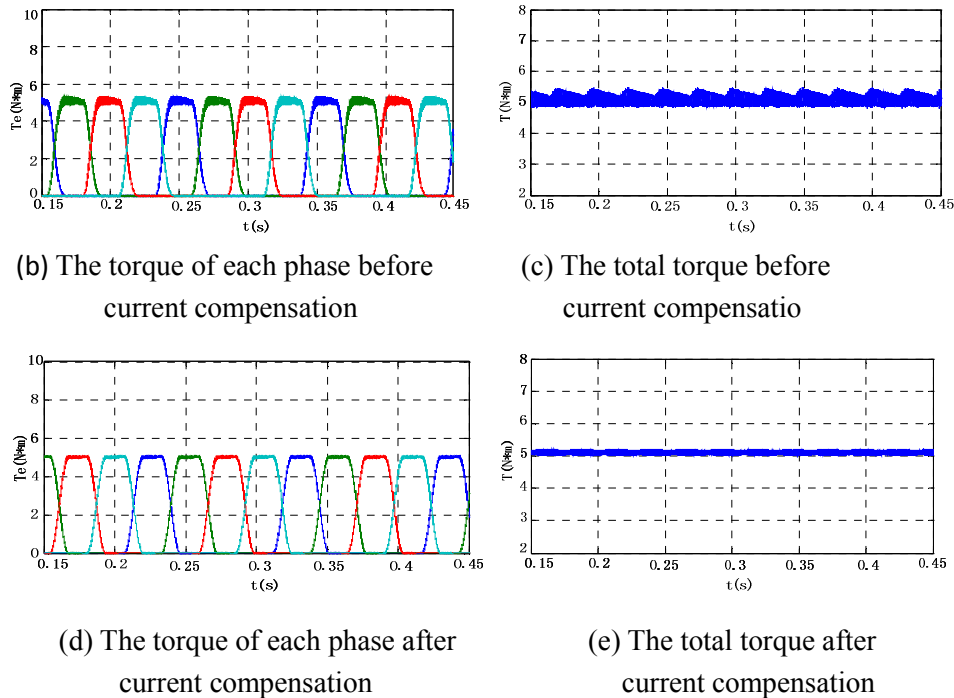 10
8
6
4
2
0
Te(N*m)
0.15 0.2 0.25 0.3 0.35 0.4 0.45
t(s)
8
7
6
5
4
3
2
T(N*m)
0.15 0.2 0.25 0.3 0.35 0.4 0.45
t(s)
(b) The torque of each phase before
current compensation
(c) The total torque before
current compensatio
10
8
6
4
2
0
Te(N*m)
0.15 0.2 0.25 0.3 0.35 0.4 0.45
t(s)
8
7
6
5
4
3
2
T(N*m)
0.15 0.2 0.25 0.3 0.35 0.4 0.45
t(s)
(d) The torque of each phase after
current compensation
(e) The total torque after
current compensation